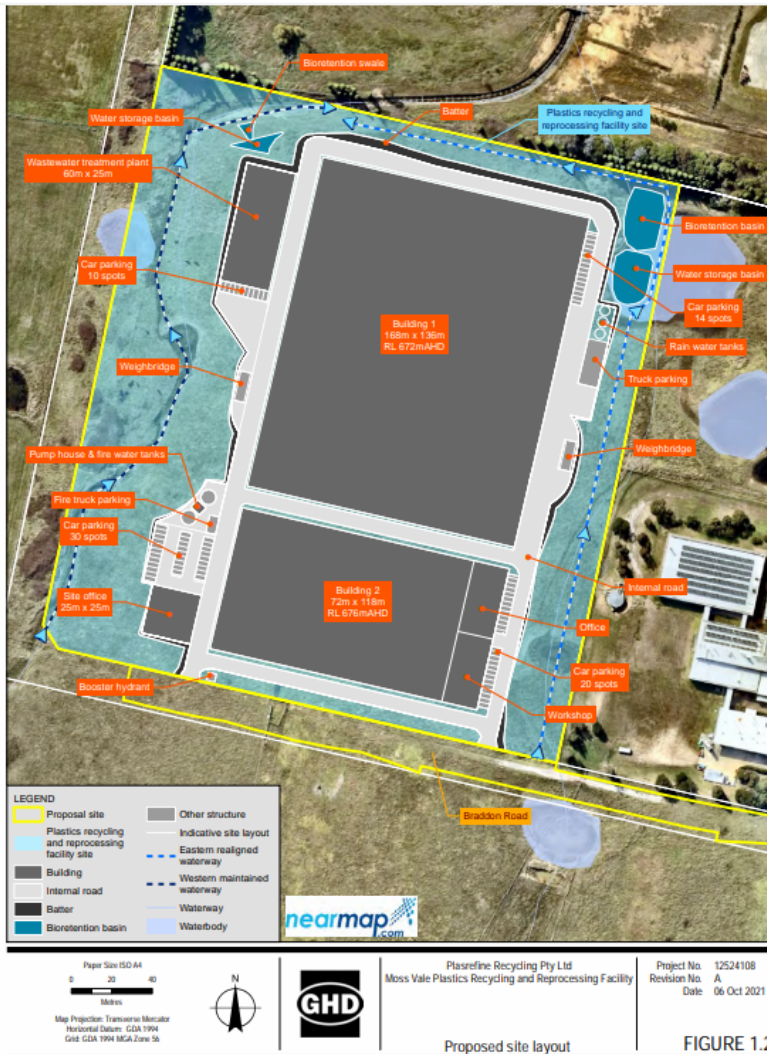 Bioretention swale
Water storage basin
Batter
Plastics recycling and
reprocessing facility site
Wastewater treatment plant
60m x 25m
Bioretention basin
Car parking
10 spots
Water storage basin
Car parking
14 spots
Building 1
168m x 136m
RL 672mAHD
Rain water tanks
Weighbridge
Truck parking
Weighbridge
Pump house & fire water tanks
Fire truck parking
Car parking
30 spots
Building 2
72m x 118m
RL 676mAHD
Internal road
Site office
25m x 25m
Office
Car parking
20 spots
Booster hydrant
Workshop
Braddon Road
LEGEND
Proposal site
Plastics recycling
and reprocessing
facility site
Building
Internal road
Batter
Bioretention basin
Other structure
Indicative site layout
Eastern realigned
waterway
Western maintained
waterway
Waterway
Waterbody
nearmap
.com
Paper Size ISO A4
0 20 40
Metres
Map Projection: Transverse Mercator
Horizontal Datum: GDA 1994
Grid: GDA 1994 MGA Zone 56
N
GHD
Plasrefine Recycling Pty Ltd
Moss Vale Plastics Recycling and Reprocessing Facility
Proposed site layout
Project No. 12524108
Revision No. A
Date 06 Oct 2021
FIGURE 1.2